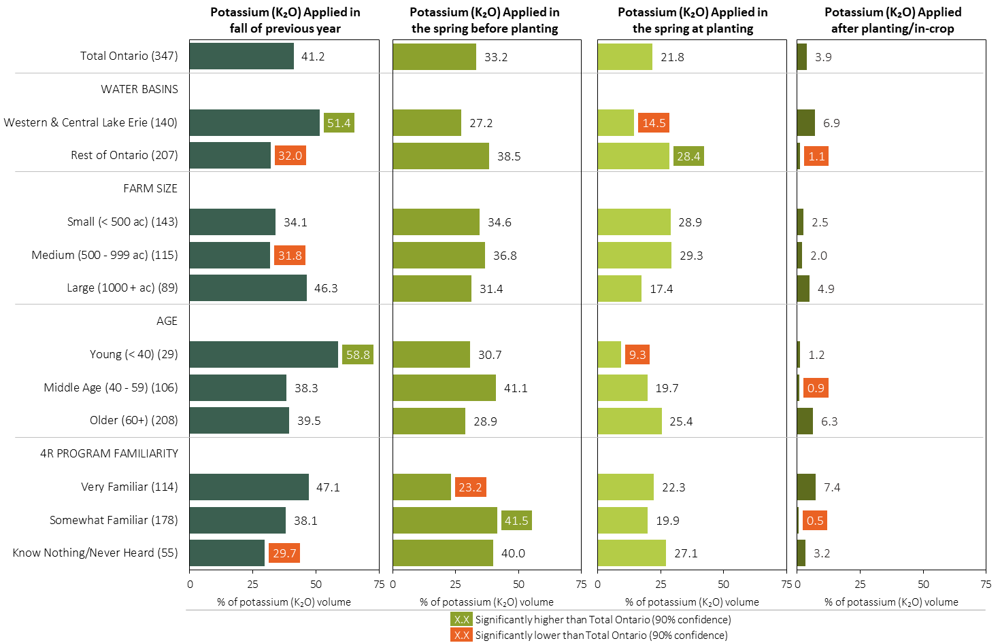 Potassium (K₂O) Applied in
fall of previous year
Potassium (K₂O) Applied in
the spring before planting
Potassium (K₂O) Applied in
the spring at planting
Potassium (K₂O) Applied
after planting/in-crop
Total Ontario (347) 41.2 33.2 21.8 3.9
WATER BASINS
Western & Central Lake Erie (140) 51.4 27.2 14.5 6.9
Rest of Ontario (207) 32.0 38.5 28.4 1.1
FARM SIZE
Small (< 500 ac) (143) 34.1 34.6 28.9 2.5
Medium (500 - 999 ac) (115) 31.8 36.8 29.3 2.0
Large (1000 + ac) (89) 46.3 31.4 17.4 4.9
AGE
Young (< 40) (29) 58.8 30.7 9.3 1.2
Middle Age (40 - 59) (106) 38.3 41.1 19.7 0.9
Older (60+) (208) 39.5 28.9 25.4 6.3
4R PROGRAM FAMILIARITY
Very Familiar (114) 47.1 23.2 22.3 7.4
Somewhat Familiar (178) 38.1 41.5 19.9 0.5
Know Nothing/Never Heard (55) 29.7 40.0 27.1 3.2
0 25 50 75 0 25 50 75 0 25 50 75 0 25 50 75
% of potassium (K₂O) volume % of potassium (K₂O) volume % of potassium (K₂O) volume % of potassium (K₂O) volume
X.X Significantly higher than Total Ontario (90% confidence)
X.X Significantly lower than Total Ontario (90% confidence)